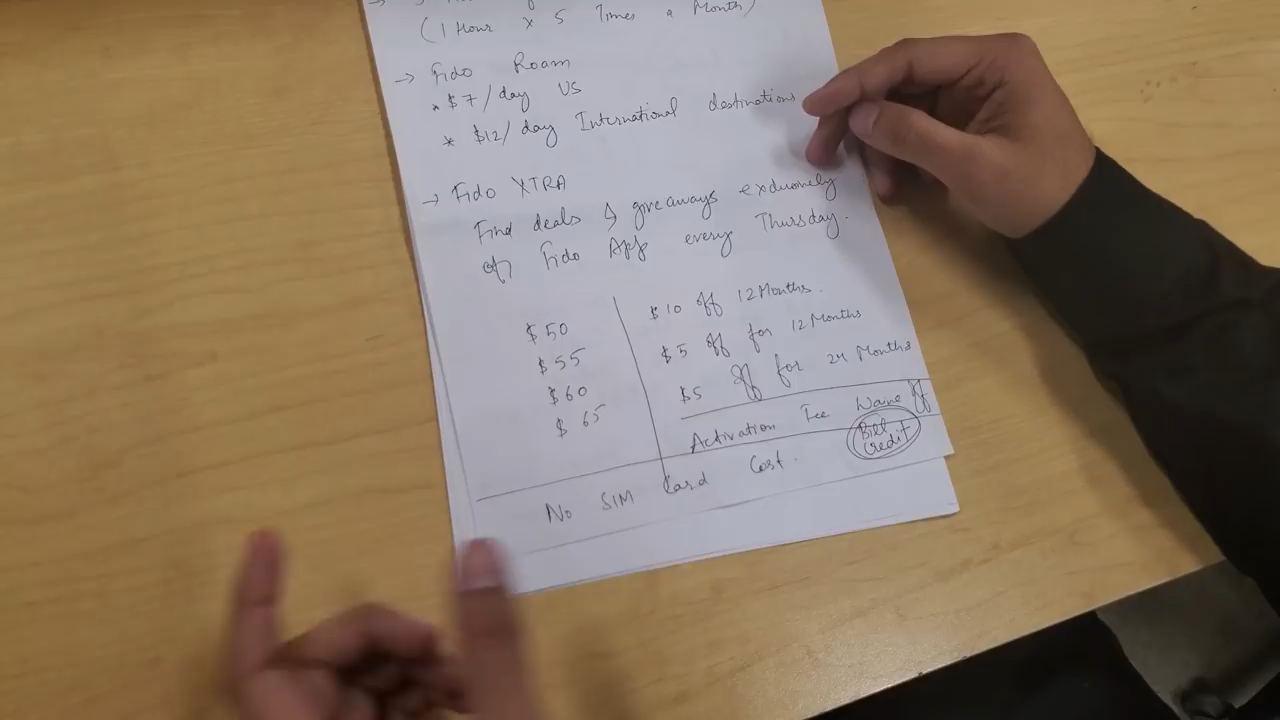 (1 Hour x 5 Times a Month)
→ Fido Roam
* $7/day US
* $12/day International destinations
→ Fido XTRA
Find deals & giveaways exclusively
of Fido App every Thursday.
$50
$55
$60
$65
$10 off 12 Months.
$5 off for 12 Months
$5 off for 24 Months
Activation Fee Waive off
Bill
Credit
No SIM Card Cost.